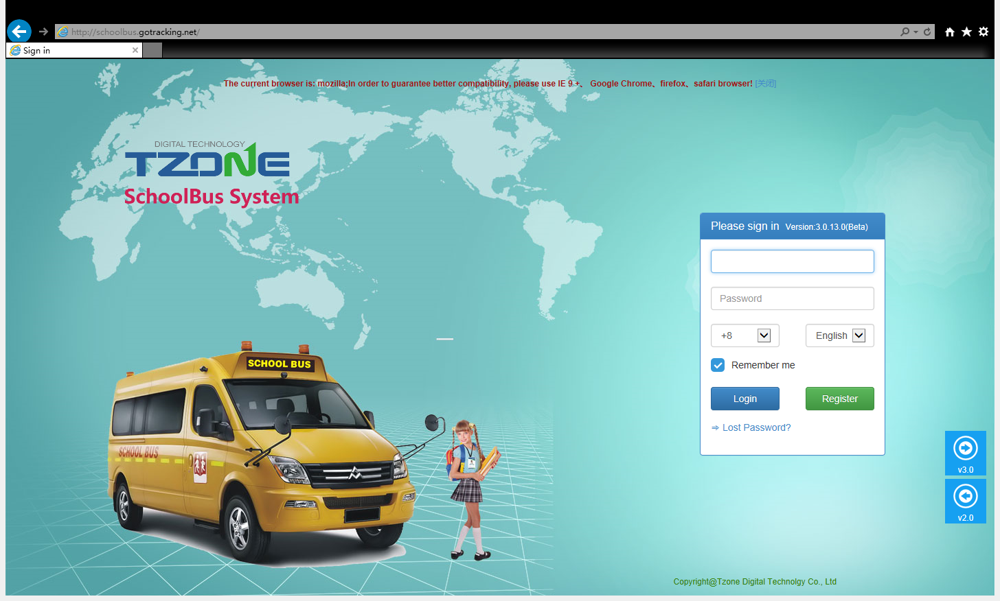 http://schoolbus.gotracking.net/
Sign in
The current browser is: mozilla;In order to guarantee better compatibility, please use IE 9 +、 Google Chrome、firefox、safari browser! [关闭]
DIGITAL TECHNOLOGY
TZONE
SchoolBus System
Please sign in Version:3.0.13.0(Beta)
Password
+8 English
Remember me
Login Register
⇒ Lost Password?
SCHOOL BUS
SCHOOL BUS
v3.0
v2.0
Copyright@Tzone Digital Technolgy Co., Ltd